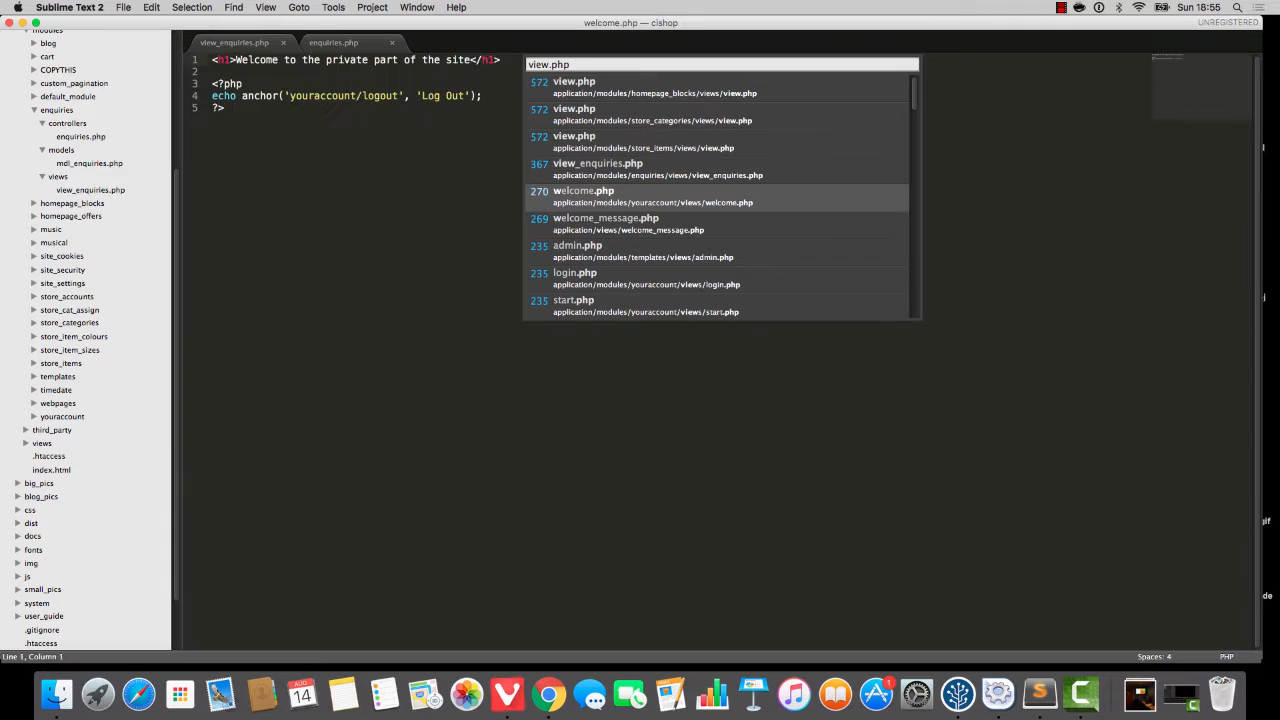 Sublime Text 2 File Edit Selection Find View Goto Tools Project Window Help Sun 18:55
welcome.php — cishop UNREGISTERED
modules
blog
cart
COPYTHIS
custom_pagination
default_module
enquiries
controllers
enquiries.php
models
mdl_enquiries.php
views
view_enquiries.php
homepage_blocks
homepage_offers
music
musical
site_cookies
site_security
site_settings
store_accounts
store_cat_assign
store_categories
store_item_colours
store_item_sizes
store_items
templates
timedate
webpages
youraccount
third_party
views
.htaccess
index.html
big_pics
blog_pics
css
dist
docs
fonts
img
js
small_pics
system
user_guide
.gitignore
.htaccess
view_enquiries.php × enquiries.php ×
1 <h1>Welcome to the private part of the site</h1>
2
3 <?php
4 echo anchor('youraccount/logout', 'Log Out');
5 ?>
view.php
572 view.php
application/modules/homepage_blocks/views/view.php
572 view.php
application/modules/store_categories/views/view.php
572 view.php
application/modules/store_items/views/view.php
367 view_enquiries.php
application/modules/enquiries/views/view_enquiries.php
270 welcome.php
application/modules/youraccount/views/welcome.php
269 welcome_message.php
application/views/welcome_message.php
235 admin.php
application/modules/templates/views/admin.php
235 login.php
application/modules/youraccount/views/login.php
235 start.php
application/modules/youraccount/views/start.php
gif
de
Line 1, Column 1 Spaces: 4 PHP
AUG
14
1